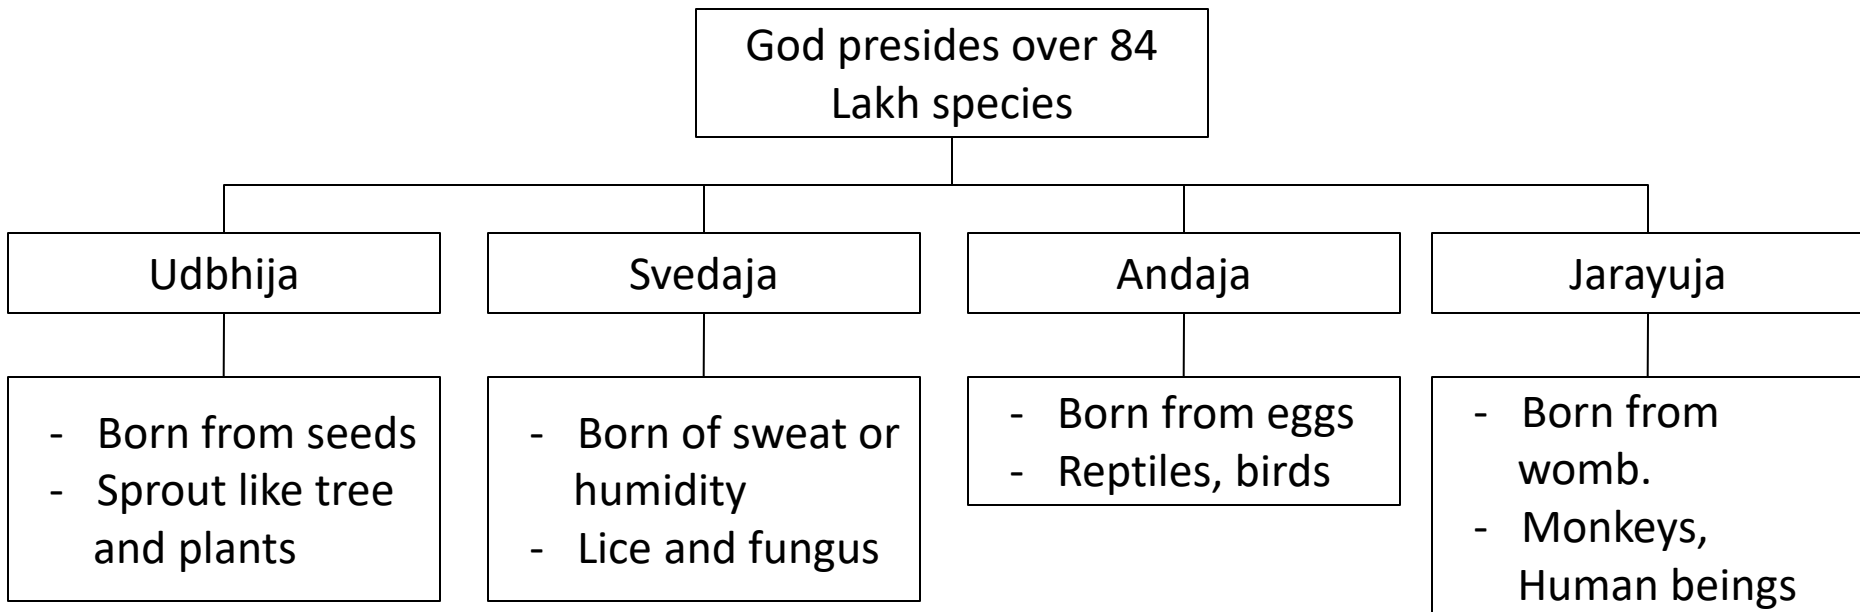 God presides over 84
Lakh species
Udbhija
Svedaja
Andaja
Jarayuja
- Born from seeds
- Sprout like tree
and plants
- Born of sweat or
humidity
- Lice and fungus
- Born from eggs
- Reptiles, birds
- Born from
womb.
- Monkeys,
Human beings